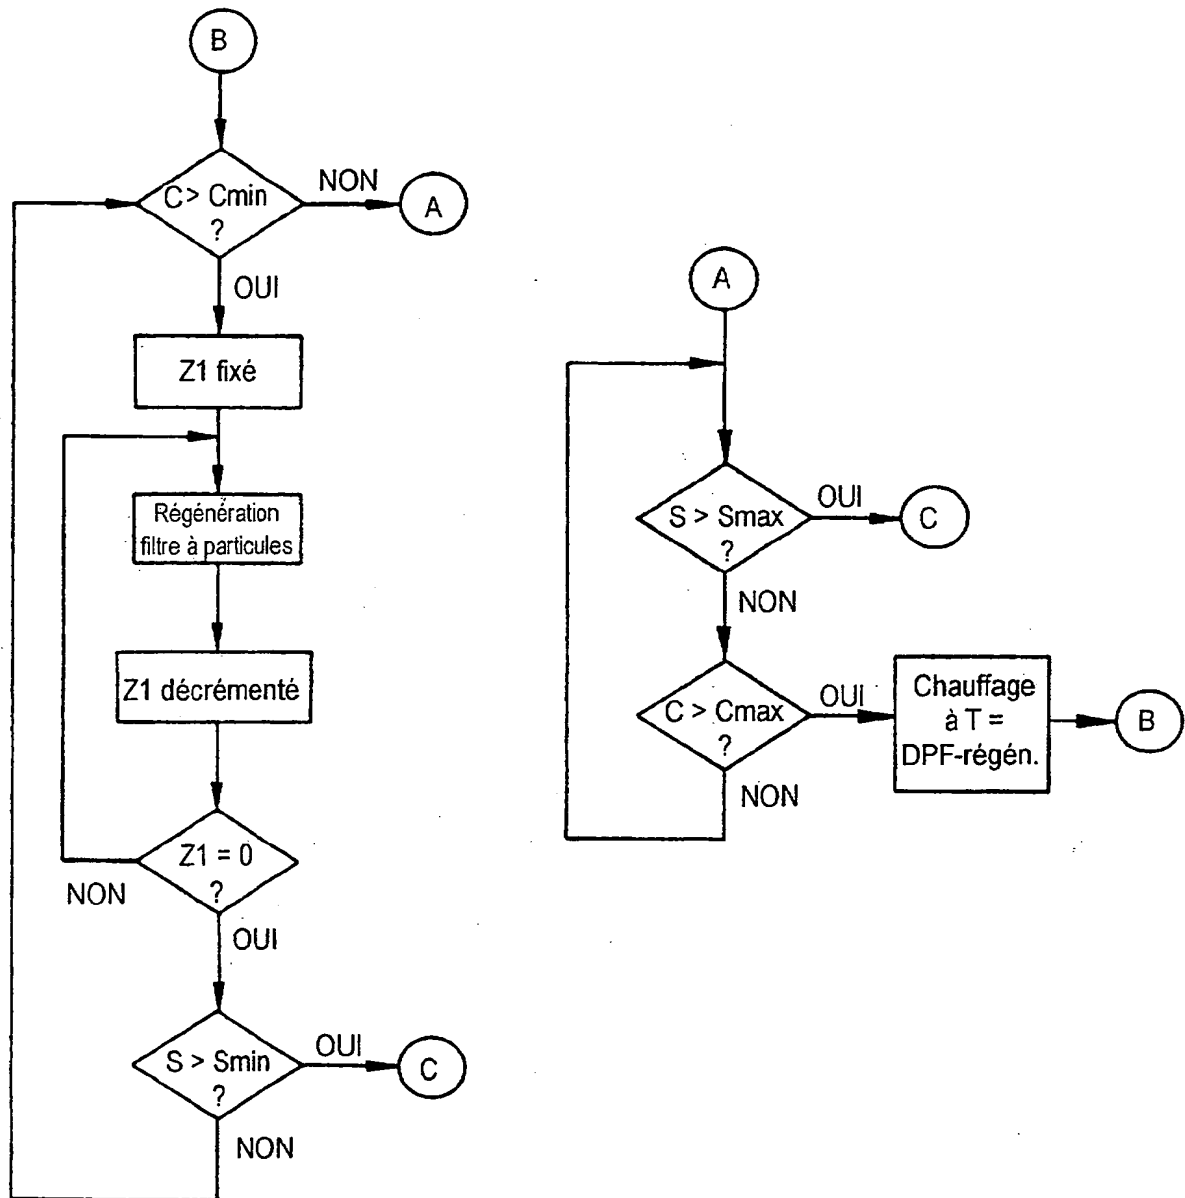 B
C> Cmin
?
NON
A
OUI
Z1 fixé
Régénération
filtre à particules
Z1 décrémenté
Z1 = 0
?
NON
OUI
S > Smin
?
OUI
C
NON
A
S > Smax
?
OUI
C
NON
C > Cmax
?
OUI
Chauffage
à T =
DPF-régén.
B
NON